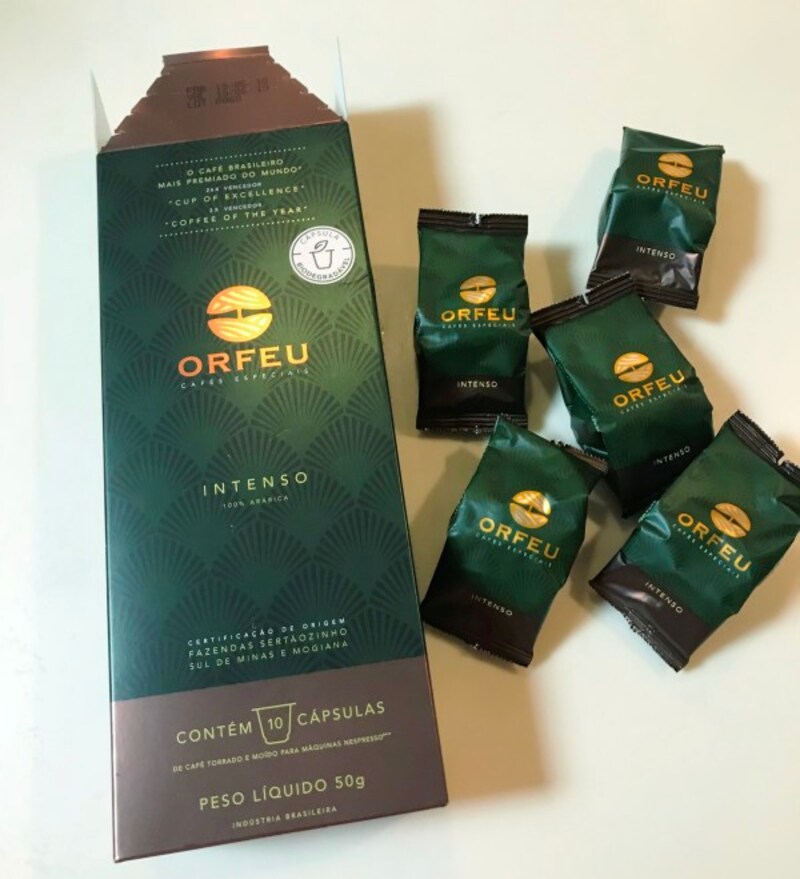 O CAFÉ BRASILEIRO
MAIS PREMIADO DO MUNDO*
VENCEDOR
"CUP OF EXCELLENCE"
VENCEDOR
"COFFEE OF THE YEAR"
CÁPSULA
BIODEGRADÁVEL
ORFEU
CAFÉS ESPECIAIS
INTENSO
100% ARABICA
CERTIFICAÇÃO DE ORIGEM
FAZENDAS SERTÃOZINHO
SUL DE MINAS E MOGIANA
CONTÉM 10 CÁPSULAS
DE CAFÉ TORRADO E MOÍDO PARA MÁQUINAS NESPRESSO
PESO LÍQUIDO 50g
INDÚSTRIA BRASILEIRA
ORFEU
CAFÉS ESPECIAIS
INTENSO
ORFEU
CAFÉS ESPECIAIS
INTENSO
ORFEU
CAFÉS ESPECIAIS
INTENSO
ORFEU
CAFÉS ESPECIAIS
INTENSO
ORFEU
CAFÉS ESPECIAIS
INTENSO